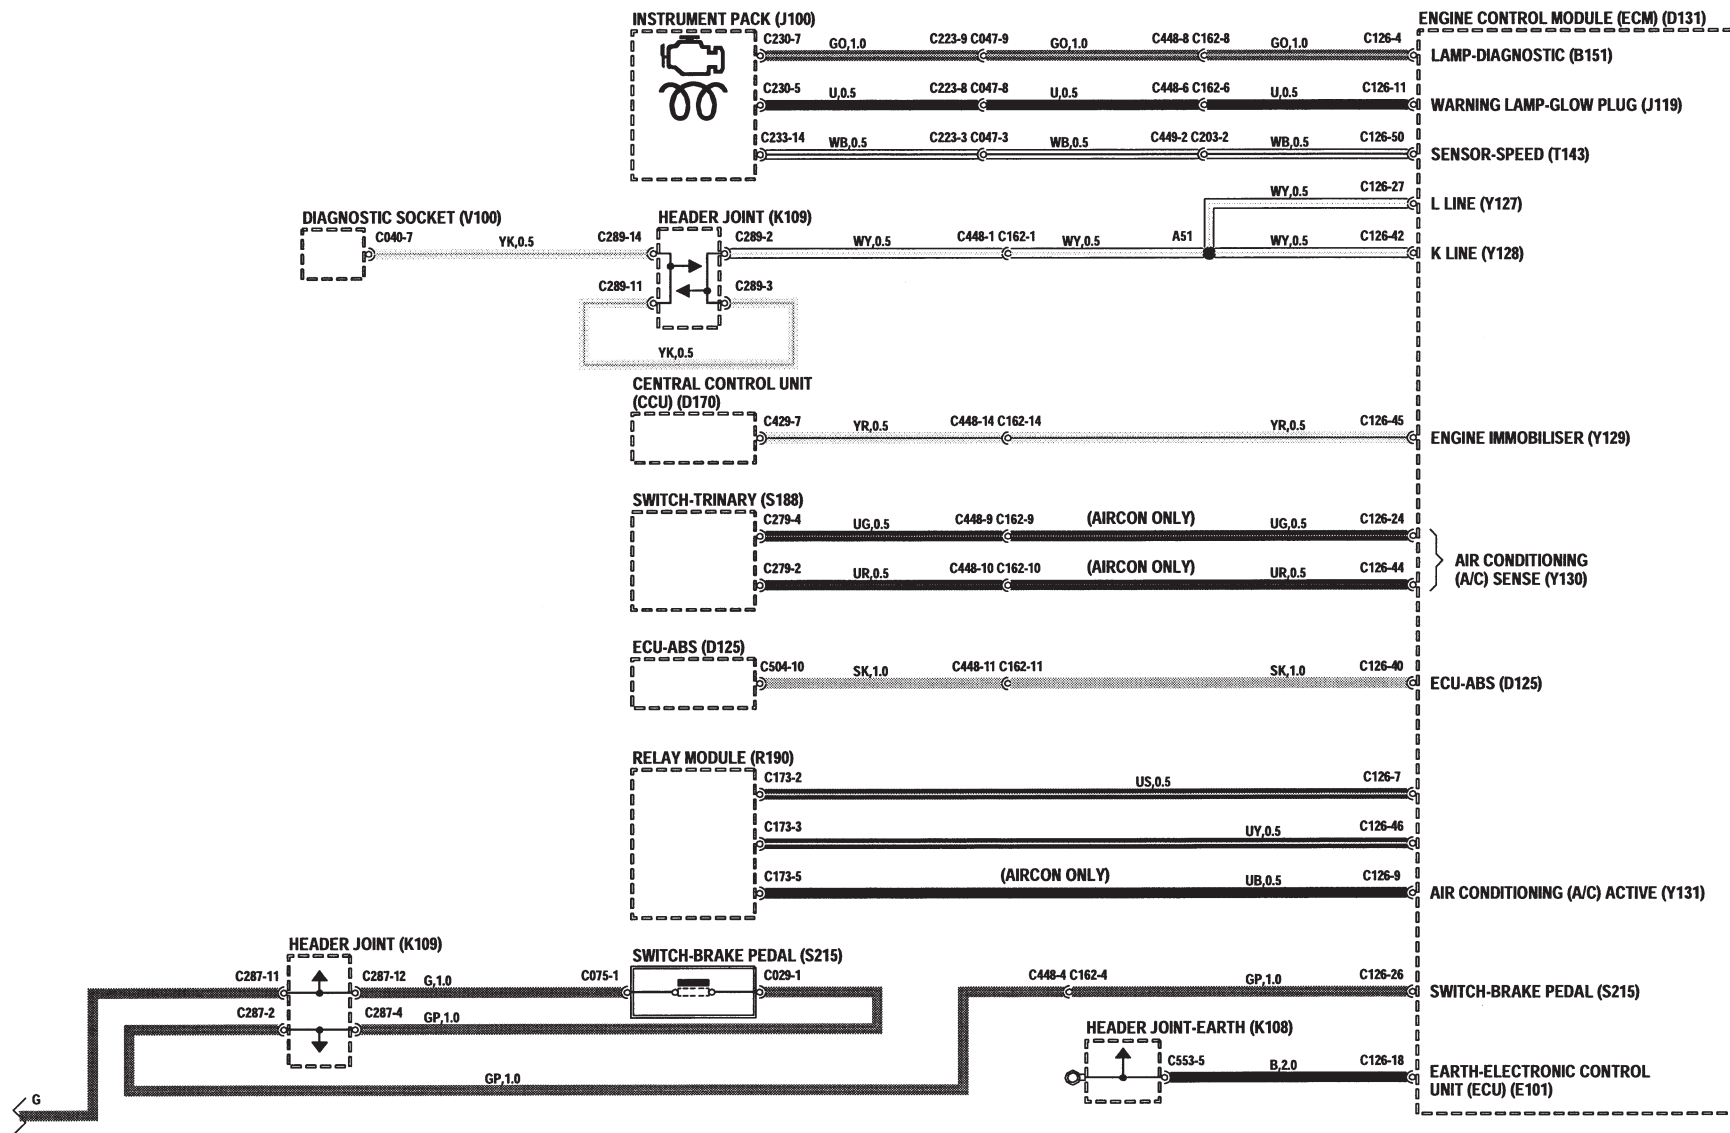 INSTRUMENT PACK (J100)
ENGINE CONTROL MODULE (ECM) (D131)
C230-7
GO,1.0
C223-9 C047-9
GO,1.0
C448-8 C162-8
GO,1.0
C126-4
LAMP-DIAGNOSTIC (B151)
C230-5
U,0.5
C223-8 C047-8
U,0.5
C448-6 C162-6
U,0.5
C126-11
WARNING LAMP-GLOW PLUG (J119)
C233-14
WB,0.5
C223-3 C047-3
WB,0.5
C449-2 C203-2
WB,0.5
C126-50
SENSOR-SPEED (T143)
WY,0.5
C126-27
L LINE (Y127)
DIAGNOSTIC SOCKET (V100)
HEADER JOINT (K109)
C040-7
YK,0.5
C289-14
C289-2
WY,0.5
C448-1 C162-1
WY,0.5
A51
WY,0.5
C126-42
K LINE (Y128)
C289-11
C289-3
YK,0.5
CENTRAL CONTROL UNIT
(CCU) (D170)
C429-7
YR,0.5
C448-14 C162-14
YR,0.5
C126-45
ENGINE IMMOBILISER (Y129)
SWITCH-TRINARY (S188)
C279-4
UG,0.5
C448-9 C162-9
(AIRCON ONLY)
UG,0.5
C126-24
C279-2
UR,0.5
C448-10 C162-10
(AIRCON ONLY)
UR,0.5
C126-44
AIR CONDITIONING
(A/C) SENSE (Y130)
ECU-ABS (D125)
C504-10
SK,1.0
C448-11 C162-11
SK,1.0
C126-40
ECU-ABS (D125)
RELAY MODULE (R190)
C173-2
US,0.5
C126-7
C173-3
UY,0.5
C126-46
C173-5
(AIRCON ONLY)
UB,0.5
C126-9
AIR CONDITIONING (A/C) ACTIVE (Y131)
HEADER JOINT (K109)
SWITCH-BRAKE PEDAL (S215)
C287-11
C287-12
G,1.0
C075-1
C029-1
C448-4 C162-4
GP,1.0
C126-26
SWITCH-BRAKE PEDAL (S215)
C287-2
C287-4
GP,1.0
HEADER JOINT-EARTH (K108)
C553-5
B,2.0
C126-18
EARTH-ELECTRONIC CONTROL
UNIT (ECU) (E101)
GP,1.0
G